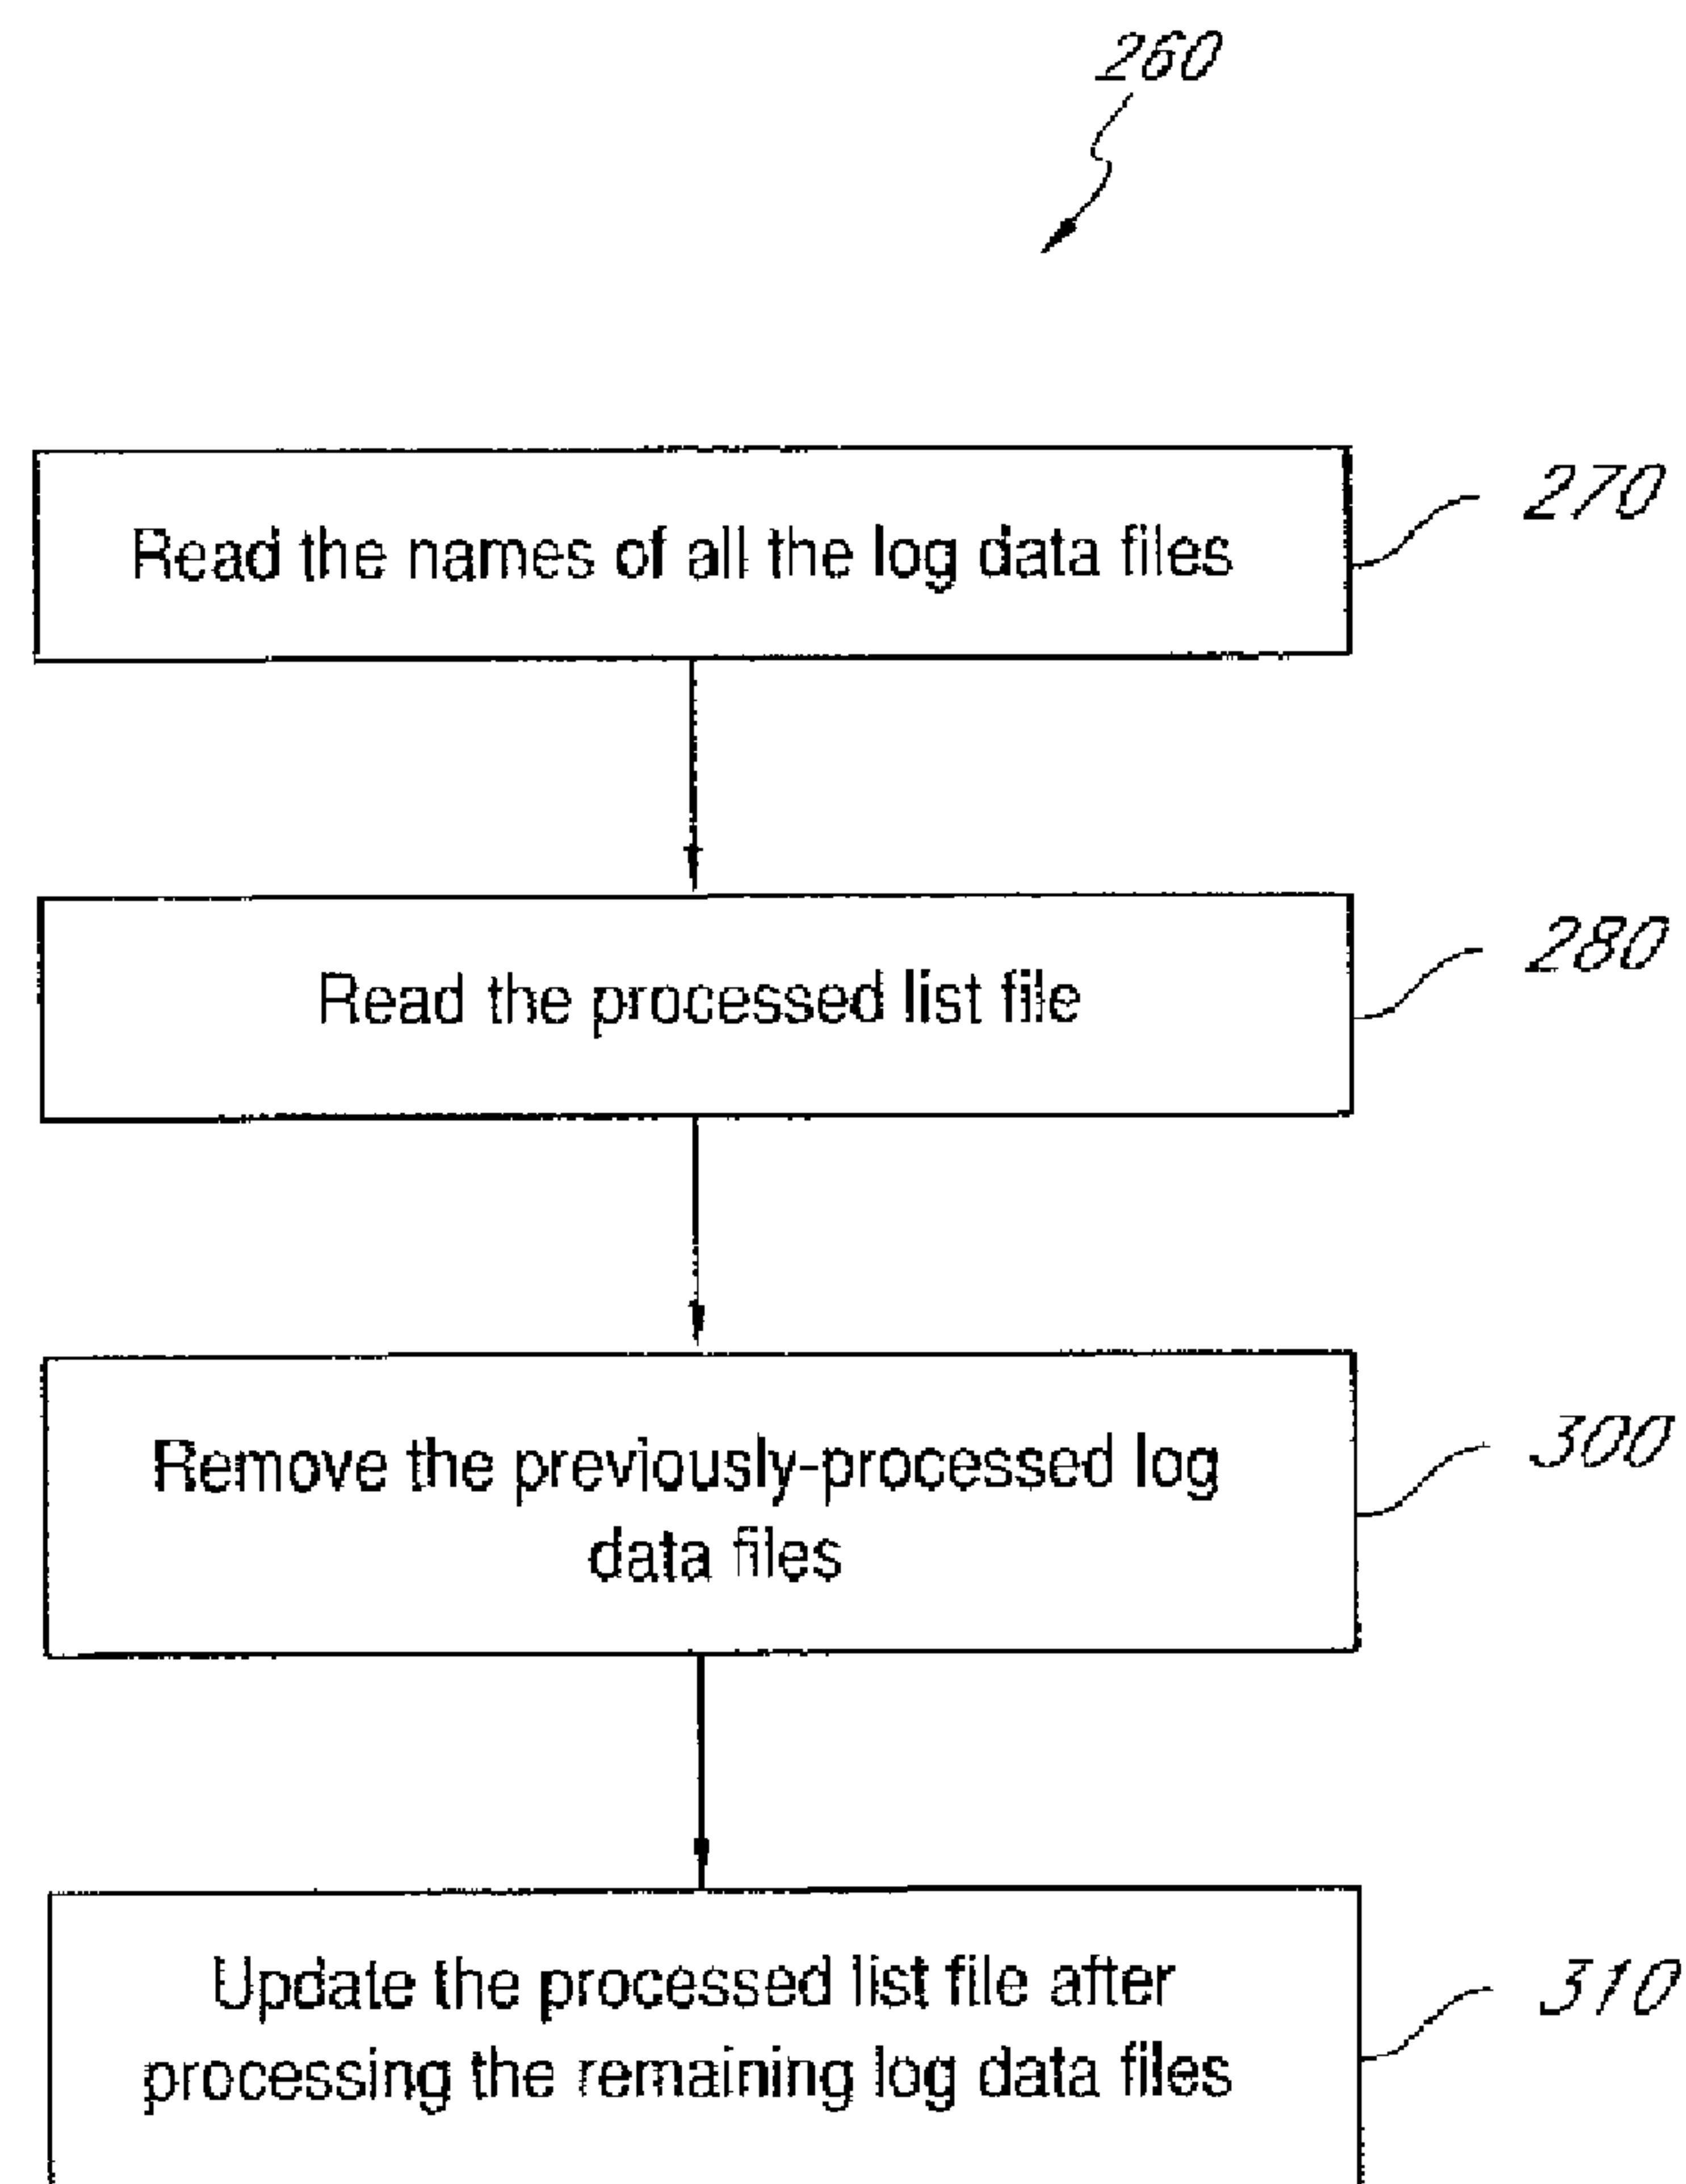 260
Read the names of all the log data files
270
Read the processed list file
280
Remove the previously-processed log
data files
300
Update the processed list file after
processing the remaining log data files
310